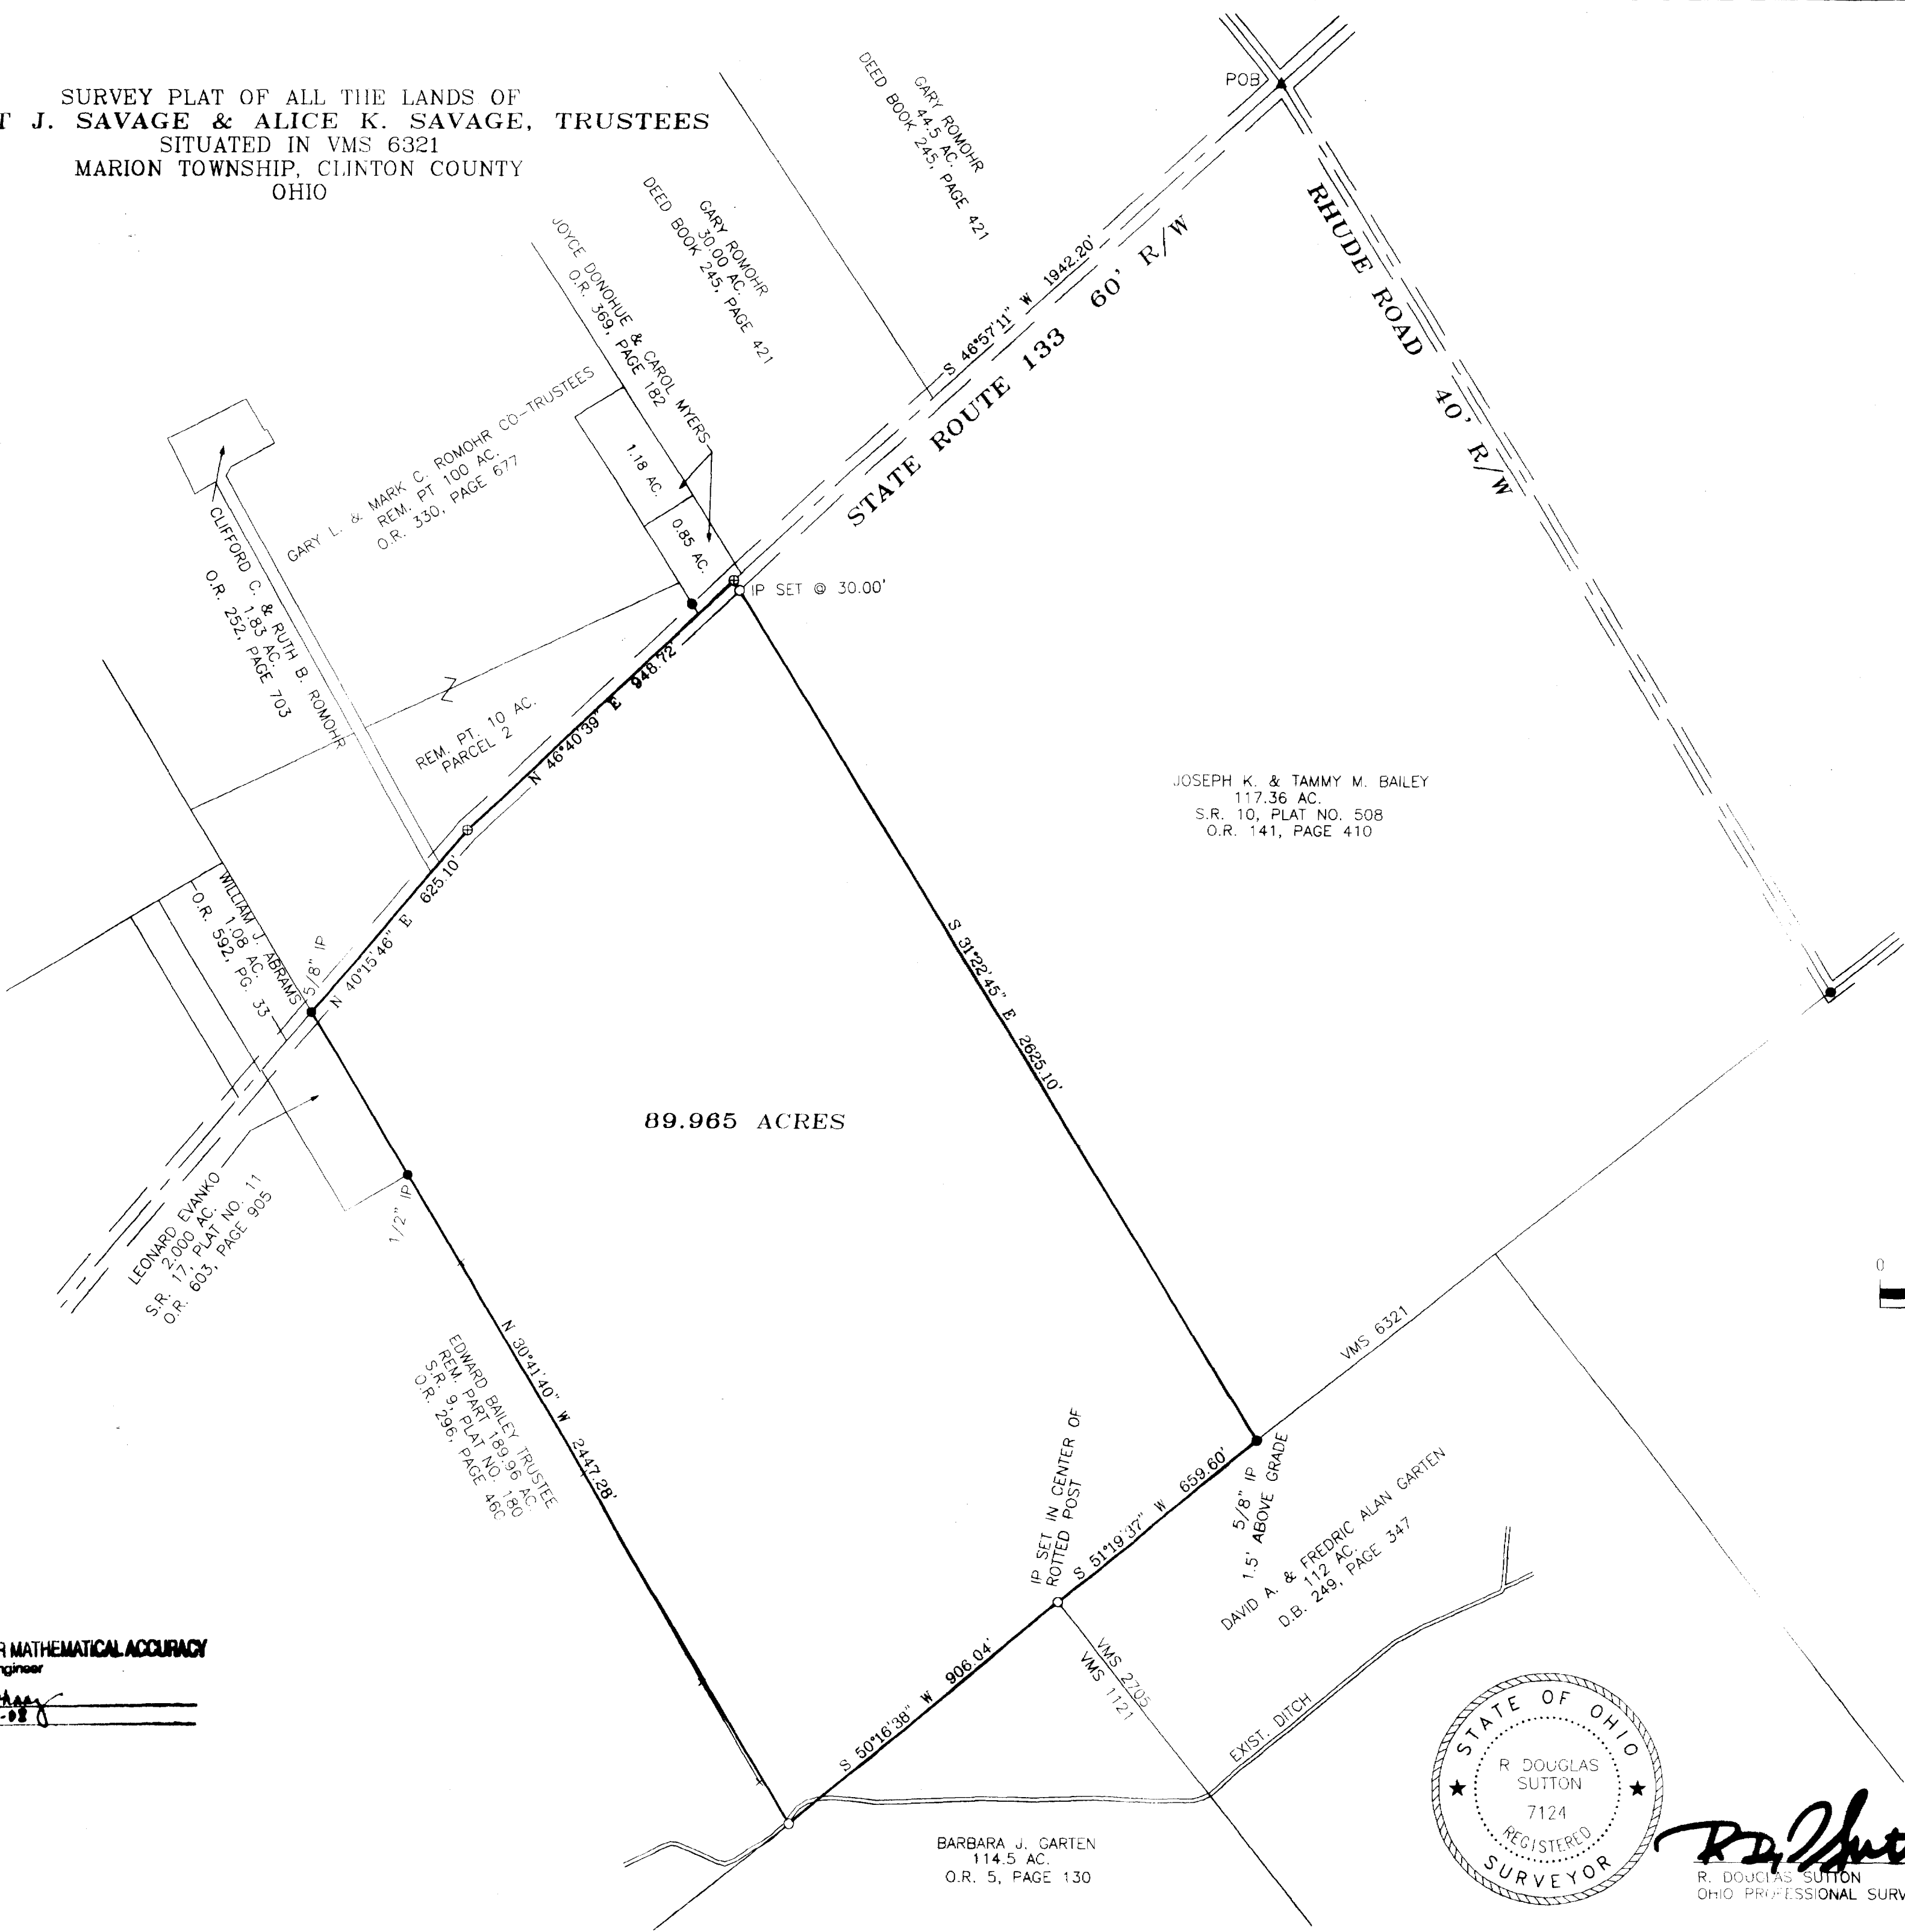 SURVEY PLAT OF ALL THE LANDS OF
T J. SAVAGE & ALICE K. SAVAGE, TRUSTEES
SITUATED IN VMS 6321
MARION TOWNSHIP, CLINTON COUNTY
OHIO
POB
GARY ROMOHR
44.5 AC.
DEED BOOK 245, PAGE 421
GARY ROMOHR
30.00 AC.
DEED BOOK 245, PAGE 421
JOYCE DONOHUE & CAROL MYERS
O.R. 369, PAGE 182
S 46°57'11" W 1942.20'
STATE ROUTE 133 60' R/W
RHUDE ROAD 40' R/W
GARY L. & MARK C. ROMOHR CO-TRUSTEES
REM. PT 100 AC.
O.R. 330, PAGE 677
1.18 AC.
0.85 AC.
IP SET @ 30.00'
CLIFFORD C. & RUTH B. ROMOHR
1.83 AC.
O.R. 252, PAGE 703
REM. PT. 10 AC.
PARCEL 2
N 46°40'39" E 948.72'
N 40°15'46" E 625.10'
JOSEPH K. & TAMMY M. BAILEY
117.36 AC.
S.R. 10, PLAT NO. 508
O.R. 141, PAGE 410
WILLIAM J. ABRAMS
1.08 AC.
O.R. 592, PG. 33
5/8" IP
S 31°22'45" E 2625.10'
89.965 ACRES
LEONARD EVANKO
2.000 AC.
S.R. 17, PLAT NO. 11
O.R. 603, PAGE 905
1/2" IP
0
N 30°41'40" W 2447.28'
EDWARD BAILEY TRUSTEE
REM. PART 189.96 AC.
S.R. 9, PLAT NO. 180
O.R. 296, PAGE 460
VMS 6321
IP SET IN CENTER OF
ROTTED POST
S 51°19'37" W 659.60'
5/8" IP
1.5' ABOVE GRADE
DAVID A. & FREDRIC ALAN GARTEN
112 AC.
D.B. 249, PAGE 347
S 50°16'38" W 906.04'
VMS 2705
VMS 1121
EXIST. DITCH
BARBARA J. GARTEN
114.5 AC.
O.R. 5, PAGE 130
R MATHEMATICAL ACCURACY
ngineer
-08
STATE OF OHIO
R DOUGLAS
SUTTON
7124
REGISTERED
SURVEYOR
R. DOUGLAS SUTTON
OHIO PROFESSIONAL SURV